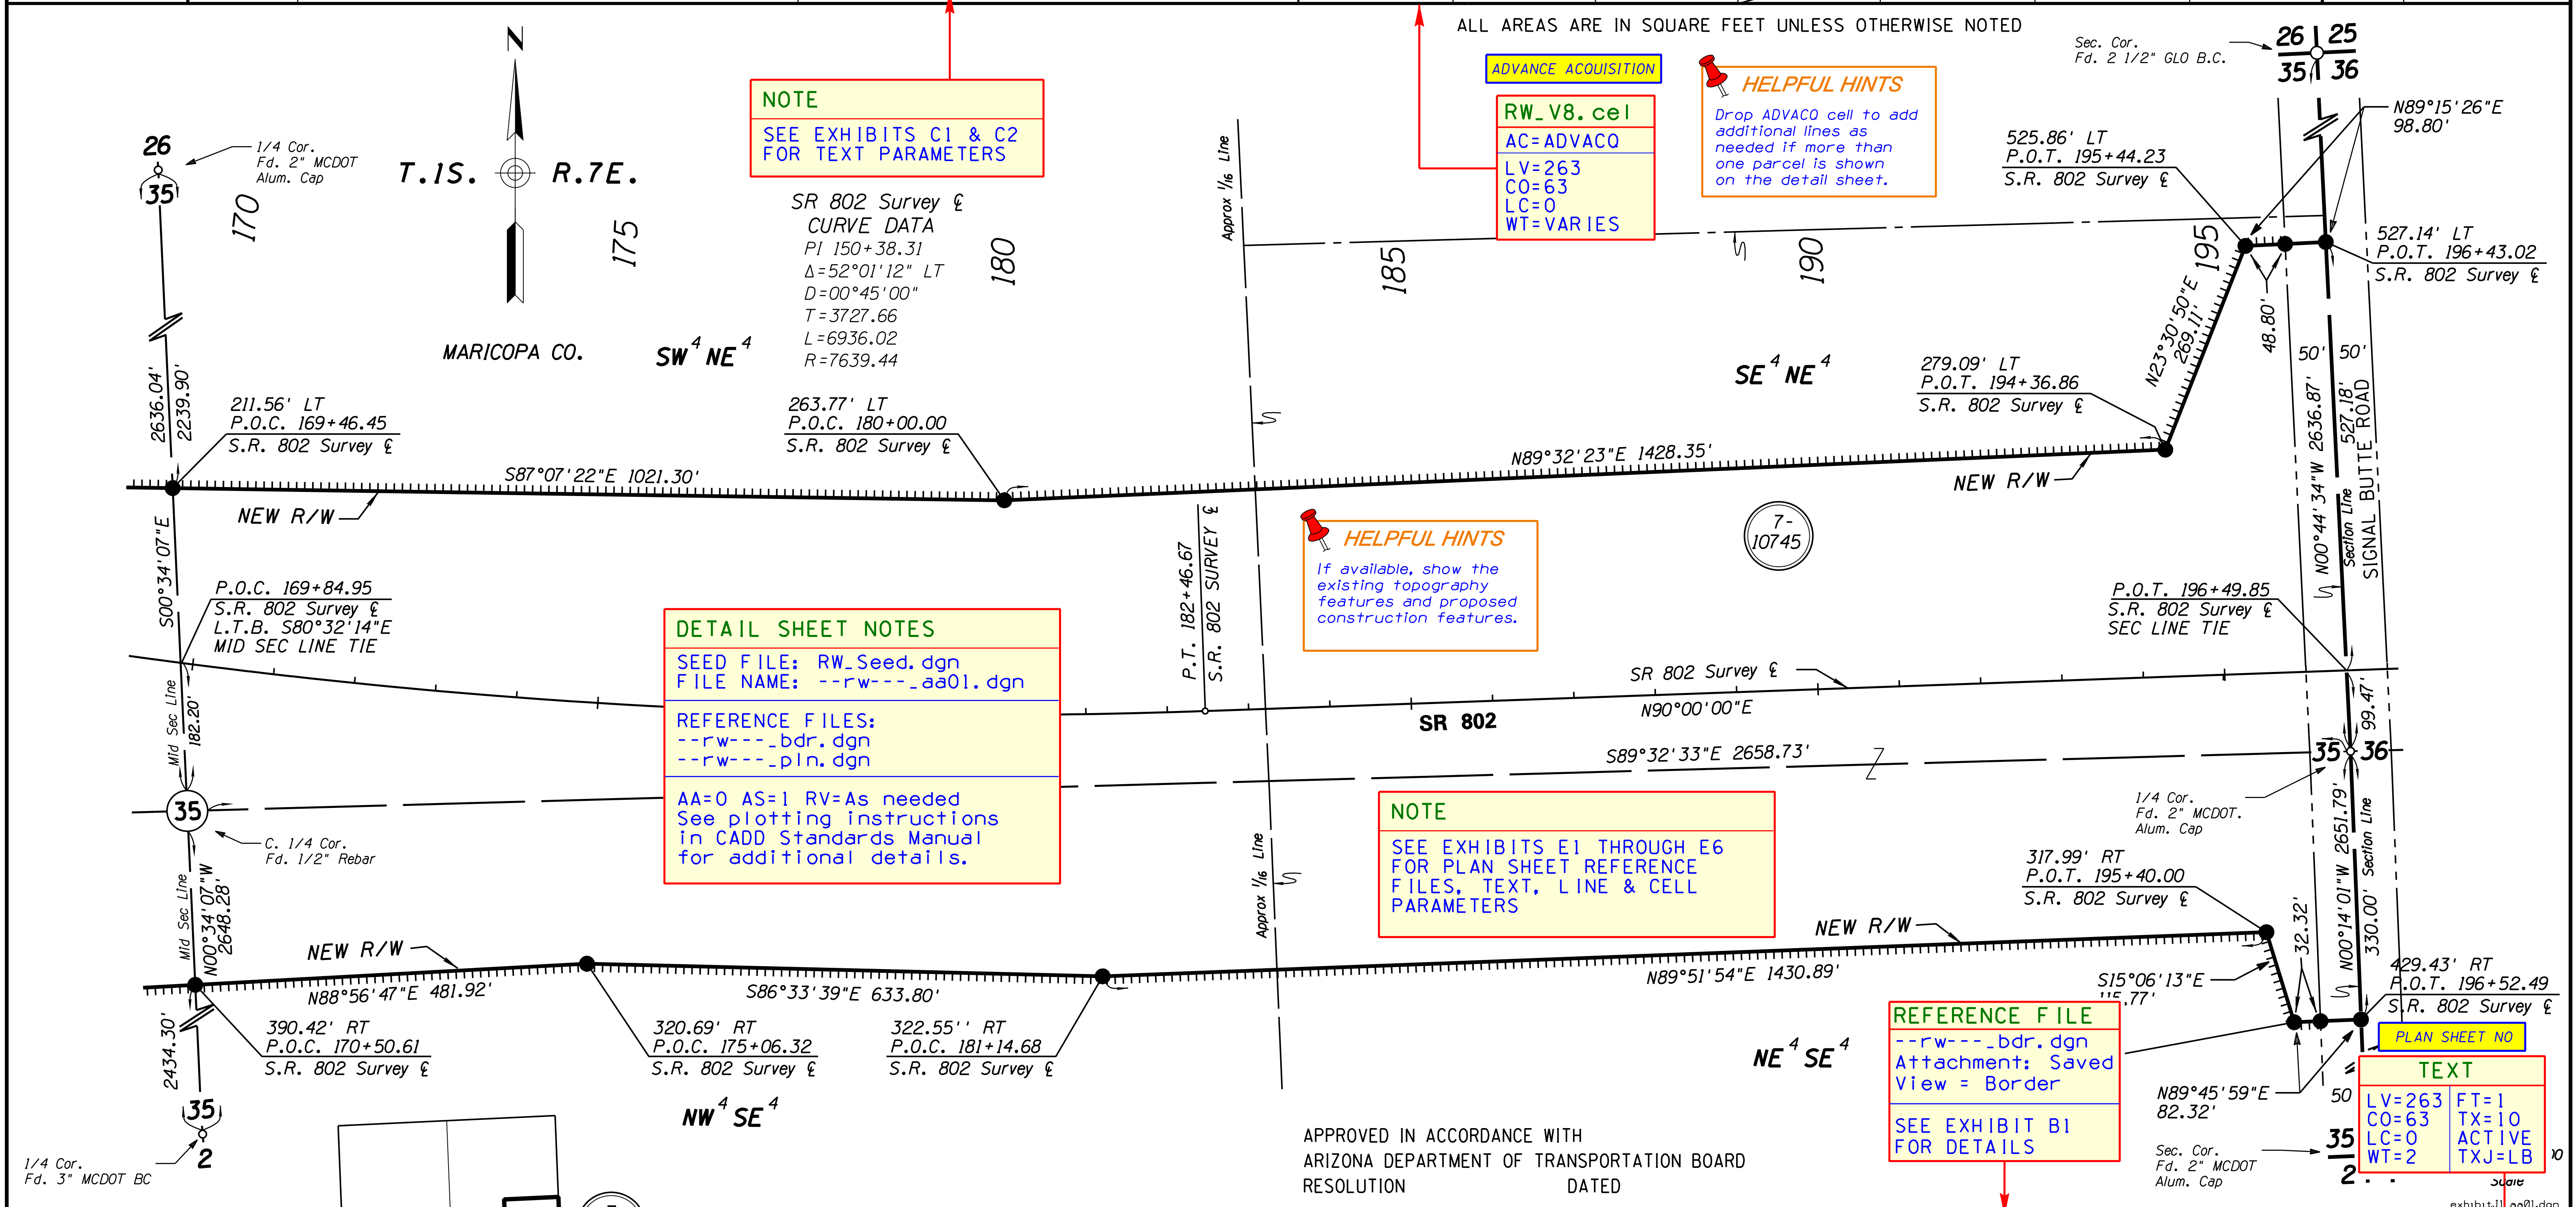 ALL AREAS ARE IN SQUARE FEET UNLESS OTHERWISE NOTED
N
T.1S. R.7E.
MARICOPA CO.
26
35
1/4 Cor.
Fd. 2" MCDOT
Alum. Cap
170
175
180
185
190
195
NOTE
SEE EXHIBITS C1 & C2
FOR TEXT PARAMETERS
SR 802 Survey ℄
CURVE DATA
PI 150+38.31
Δ=52°01'12" LT
D=00°45'00"
T=3727.66
L=6936.02
R=7639.44
Approx 1/16 Line
ADVANCE ACQUISITION
RW_V8.cel
AC=ADVACQ
LV=263
CO=63
LC=0
WT=VARIES
HELPFUL HINTS
Drop ADVACQ cell to add
additional lines as
needed if more than
one parcel is shown
on the detail sheet.
Sec. Cor.
Fd. 2 1/2" GLO B.C.
26 25
35 36
N89°15'26"E
98.80'
525.86' LT
P.O.T. 195+44.23
S.R. 802 Survey ℄
527.14' LT
P.O.T. 196+43.02
S.R. 802 Survey ℄
N23°30'50"E
269.11'
48.80'
50' 50'
SW 4 NE 4
SE 4 NE 4
279.09' LT
P.O.T. 194+36.86
S.R. 802 Survey ℄
2636.04'
2239.90'
211.56' LT
P.O.C. 169+46.45
S.R. 802 Survey ℄
263.77' LT
P.O.C. 180+00.00
S.R. 802 Survey ℄
S87°07'22"E 1021.30'
N89°32'23"E 1428.35'
NEW R/W
NEW R/W
N00°44'34"W 2636.87'
Section Line
527.18'
SIGNAL BUTTE ROAD
7-
10745
HELPFUL HINTS
If available, show the
existing topography
features and proposed
construction features.
P.T. 182+46.67
S.R. 802 SURVEY ℄
S00°34'07"E
P.O.C. 169+84.95
S.R. 802 Survey ℄
L.T.B. S80°32'14"E
MID SEC LINE TIE
P.O.T. 196+49.85
S.R. 802 Survey ℄
SEC LINE TIE
DETAIL SHEET NOTES
SEED FILE: RW_Seed.dgn
FILE NAME: --rw---_aa01.dgn
REFERENCE FILES:
--rw---_bdr.dgn
--rw---_pln.dgn
AA=0 AS=1 RV=As needed
See plotting instructions
in CADD Standards Manual
for additional details.
SR 802 Survey ℄
SR 802
N90°00'00"E
S89°32'33"E 2658.73'
Mid Sec Line
182.20'
99.47'
35 36
35
C. 1/4 Cor.
Fd. 1/2" Rebar
1/4 Cor.
Fd. 2" MCDOT.
Alum. Cap
NOTE
SEE EXHIBITS E1 THROUGH E6
FOR PLAN SHEET REFERENCE
FILES, TEXT, LINE & CELL
PARAMETERS
Approx 1/16 Line
Mid Sec Line
N00°34'07"W
2648.28'
N00°14'01"W 2651.79'
330.00' Section Line
317.99' RT
P.O.T. 195+40.00
S.R. 802 Survey ℄
32.32'
NEW R/W
NEW R/W
N88°56'47"E 481.92'
S86°33'39"E 633.80'
N89°51'54"E 1430.89'
S15°06'13"E
429.43' RT
P.O.T. 196+52.49
S.R. 802 Survey ℄
390.42' RT
P.O.C. 170+50.61
S.R. 802 Survey ℄
320.69' RT
P.O.C. 175+06.32
S.R. 802 Survey ℄
322.55'' RT
P.O.C. 181+14.68
S.R. 802 Survey ℄
2434.30'
REFERENCE FILE
--rw---_bdr.dgn
Attachment: Saved
View = Border
SEE EXHIBIT B1
FOR DETAILS
PLAN SHEET NO
TEXT
LV=263 FT=1
CO=63 TX=10
LC=0 ACTIVE
WT=2 TXJ=LB
NE 4 SE 4
NW 4 SE 4
N89°45'59"E
82.32'
50
35
2
1/4 Cor.
Fd. 3" MCDOT BC
APPROVED IN ACCORDANCE WITH
ARIZONA DEPARTMENT OF TRANSPORTATION BOARD
RESOLUTION DATED
Sec. Cor.
Fd. 2" MCDOT
Alum. Cap
35
2